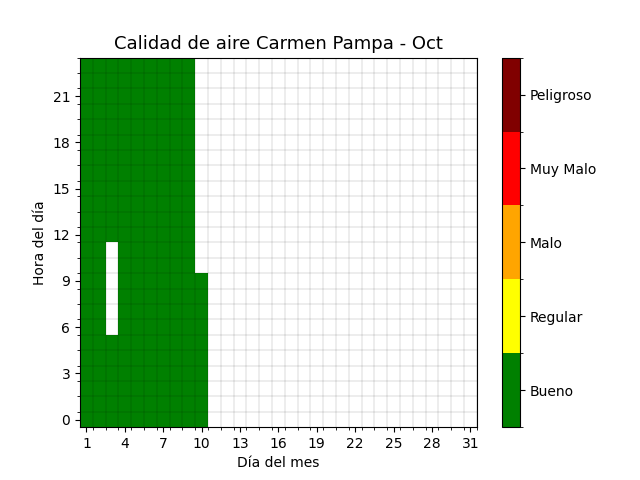 Calidad de aire Carmen Pampa - Oct
Hora del día
21
18
15
12
9
6
3
0
1 4 7 10 13 16 19 22 25 28 31
Día del mes
Peligroso
Muy Malo
Malo
Regular
Bueno